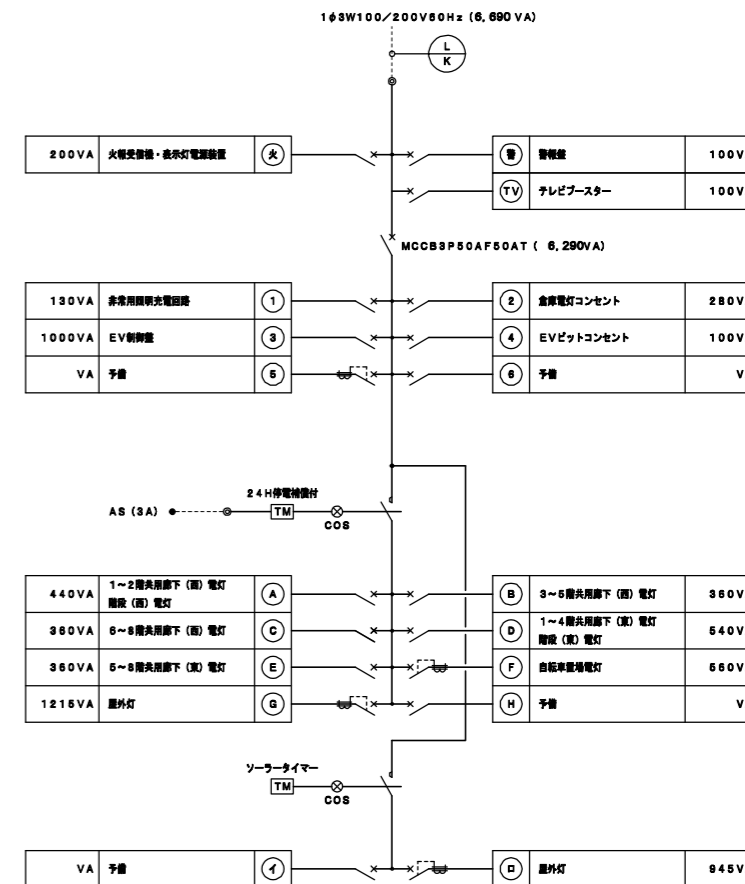 1φ3W100/200V60Hz (6,690VA)
L
K
200VA 火報受信機・表示灯電源装置 火
警 警報盤 100V
TV テレビブースター 100V
MCCB3P50AF50AT ( 6,290VA)
130VA 非常用照明充電回路 1
2 倉庫電灯コンセント 280V
1000VA EV制御盤 3
4 EVピットコンセント 100V
VA 予備 5
6 予備 V
24H停電補償付
AS (3A) TM
COS
440VA 1~2階共用廊下 (西) 電灯
階段 (西) 電灯 A
B 3~5階共用廊下 (西) 電灯 360V
360VA 6~8階共用廊下 (西) 電灯 C
D 1~4階共用廊下 (東) 電灯
階段 (東) 電灯 540V
360VA 5~8階共用廊下 (東) 電灯 E
F 自転車置場電灯 560V
1215VA 屋外灯 G
H 予備 V
ソーラータイマー
TM
COS
VA 予備 イ
ロ 屋外灯 945V